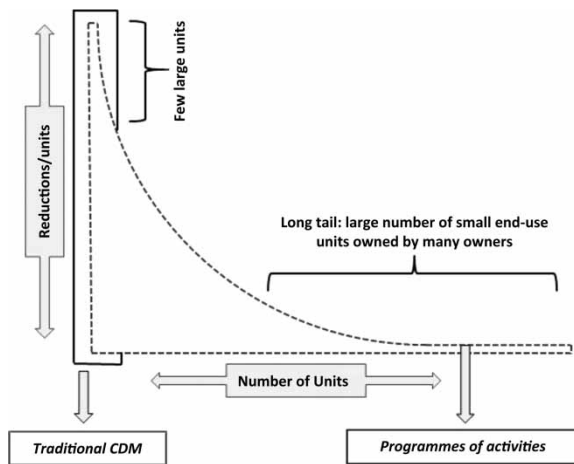 Few large units
Reductions/units
Long tail: large number of small end-use
units owned by many owners
Number of Units
Traditional CDM
Programmes of activities